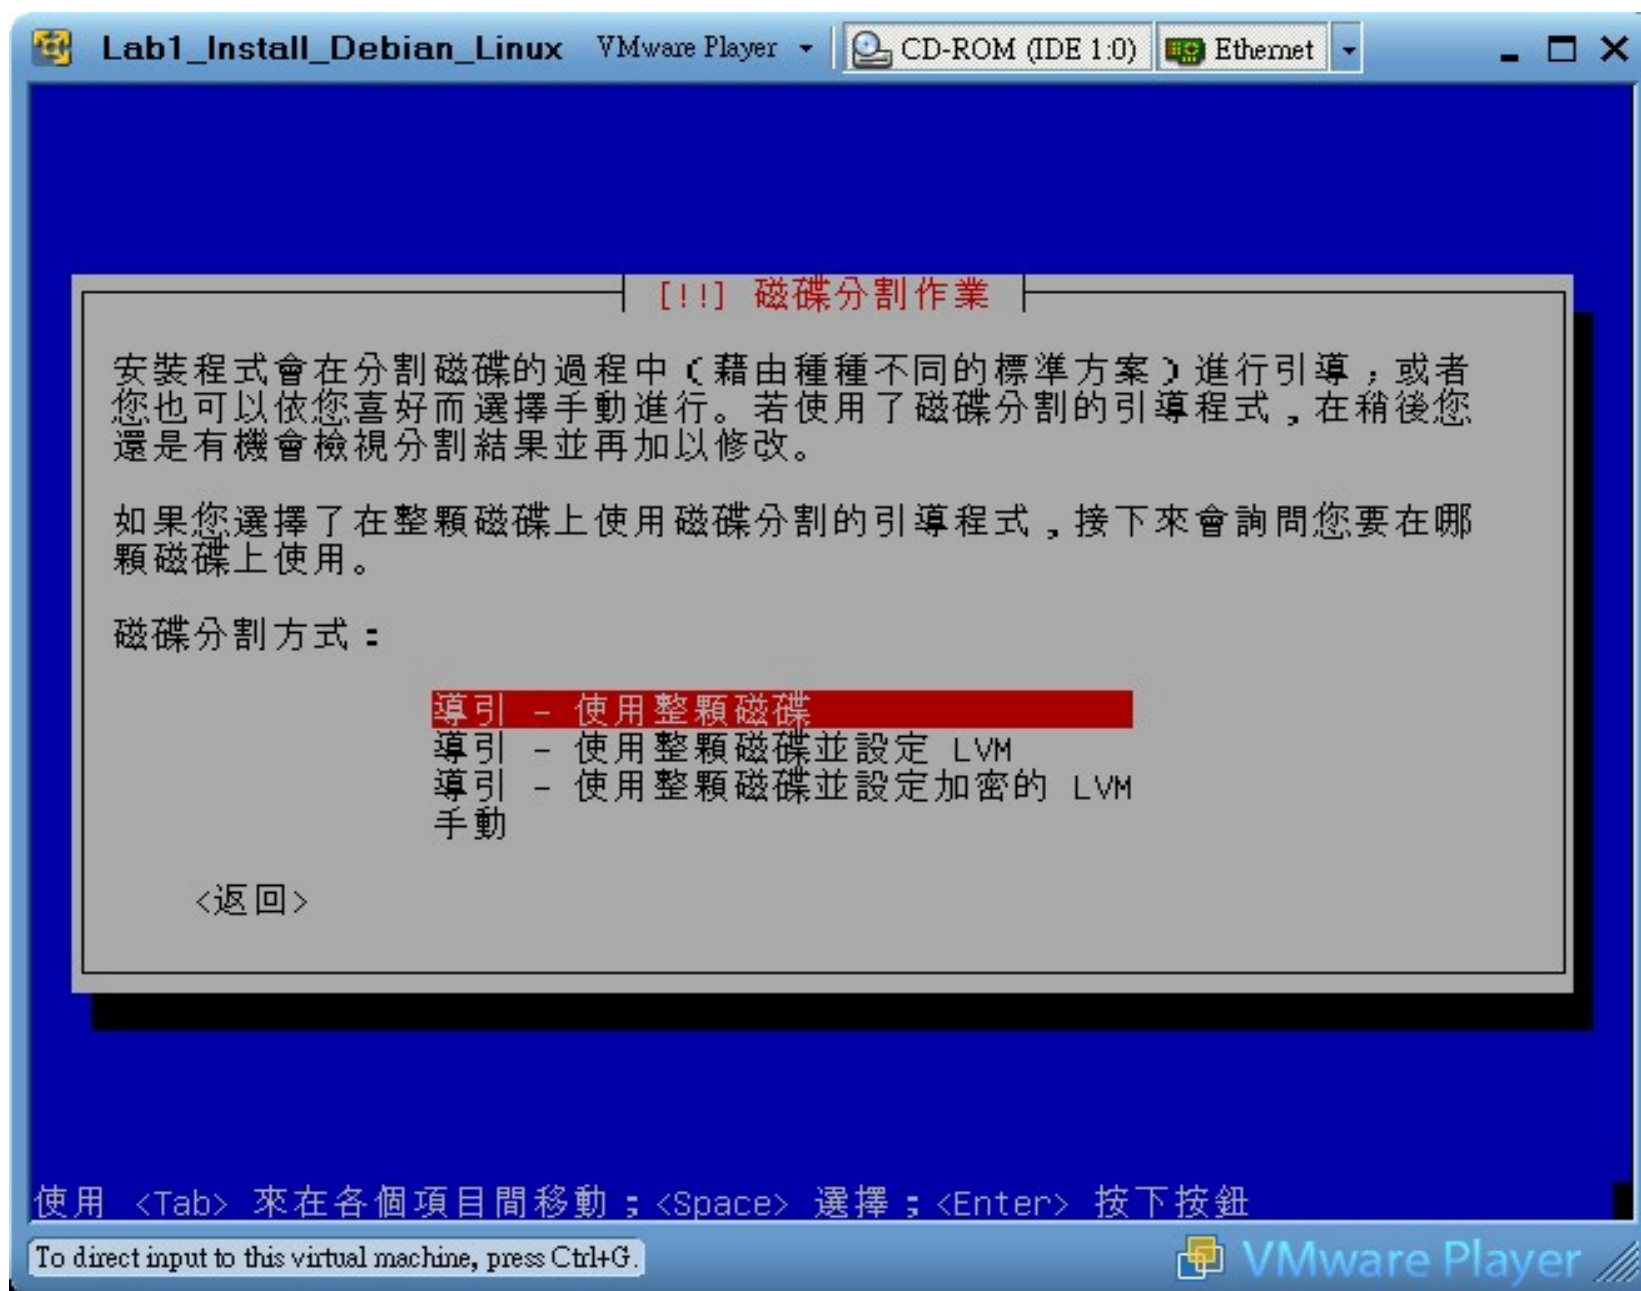 Lab1_Install_Debian_Linux VMware Player CD-ROM (IDE 1:0) Ethernet
[!!] 磁碟分割作業
安裝程式會在分割磁碟的過程中(藉由種種不同的標準方案)進行引導；或者
您也可以依您喜好而選擇手動進行。若使用了磁碟分割的引導程式，在稍後您
還是有機會檢視分割結果並再加以修改。
如果您選擇了在整顆磁碟上使用磁碟分割的引導程式，接下來會詢問您要在哪
顆磁碟上使用。
磁碟分割方式：
導引 - 使用整顆磁碟
導引 - 使用整顆磁碟並設定 LVM
導引 - 使用整顆磁碟並設定加密的 LVM
手動
<返回>
使用 <Tab> 來在各個項目間移動；<Space> 選擇；<Enter> 按下按鈕
To direct input to this virtual machine, press Ctrl+G.
VMware Player